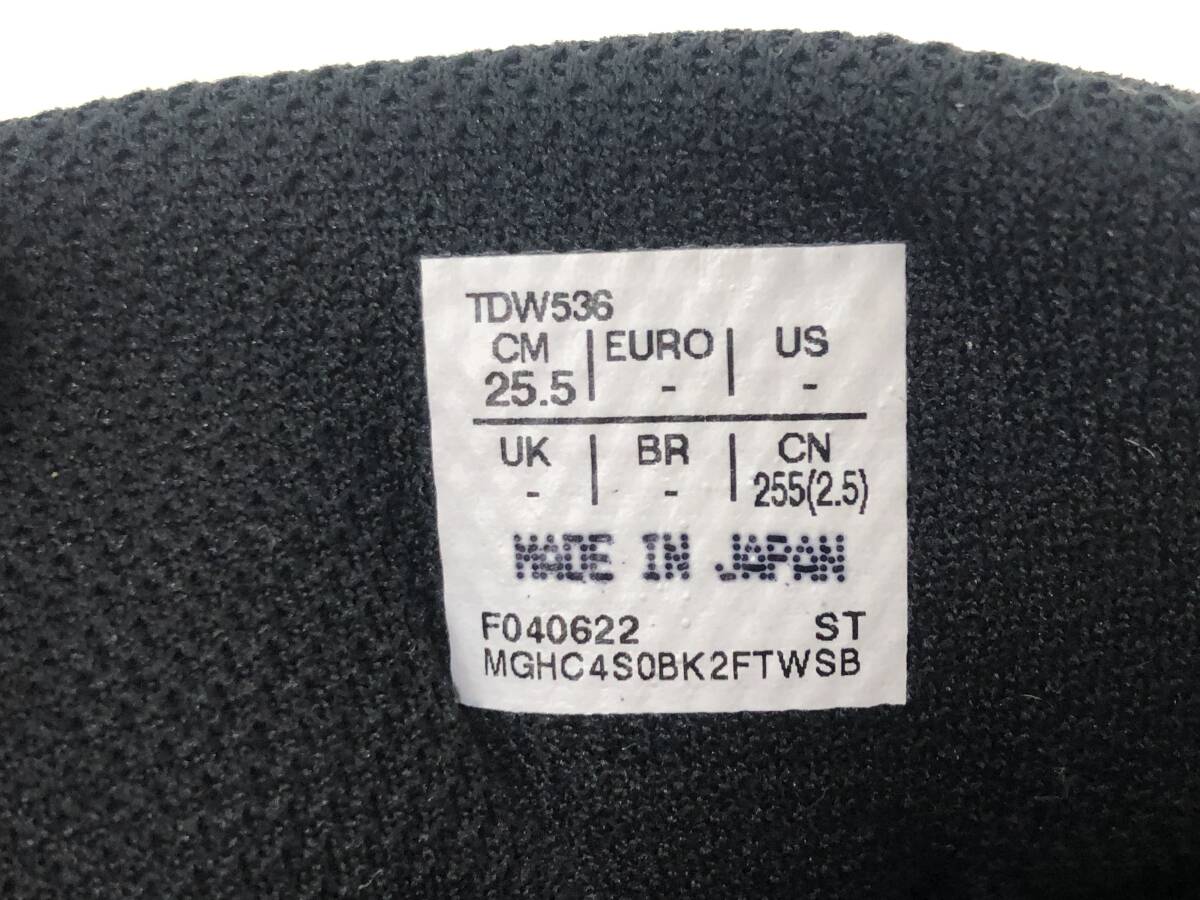 TDW536
CM | EURO | US
25.5 | - | -
UK | BR | CN
- | - | 255(2.5)
MADE IN JAPAN
F040622 ST
MGHC4S0BK2FTWSB